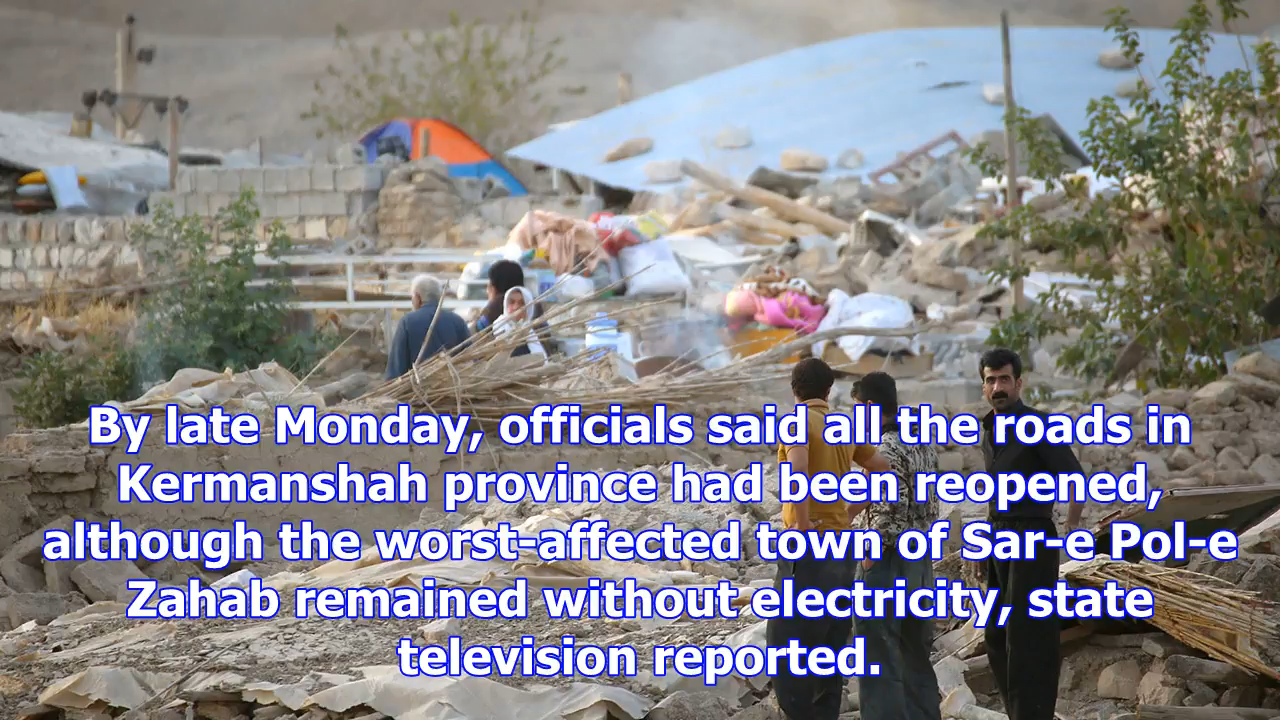 By late Monday, officials said all the roads in
Kermanshah province had been reopened,
although the worst-affected town of Sar-e Pol-e
Zahab remained without electricity, state
television reported.